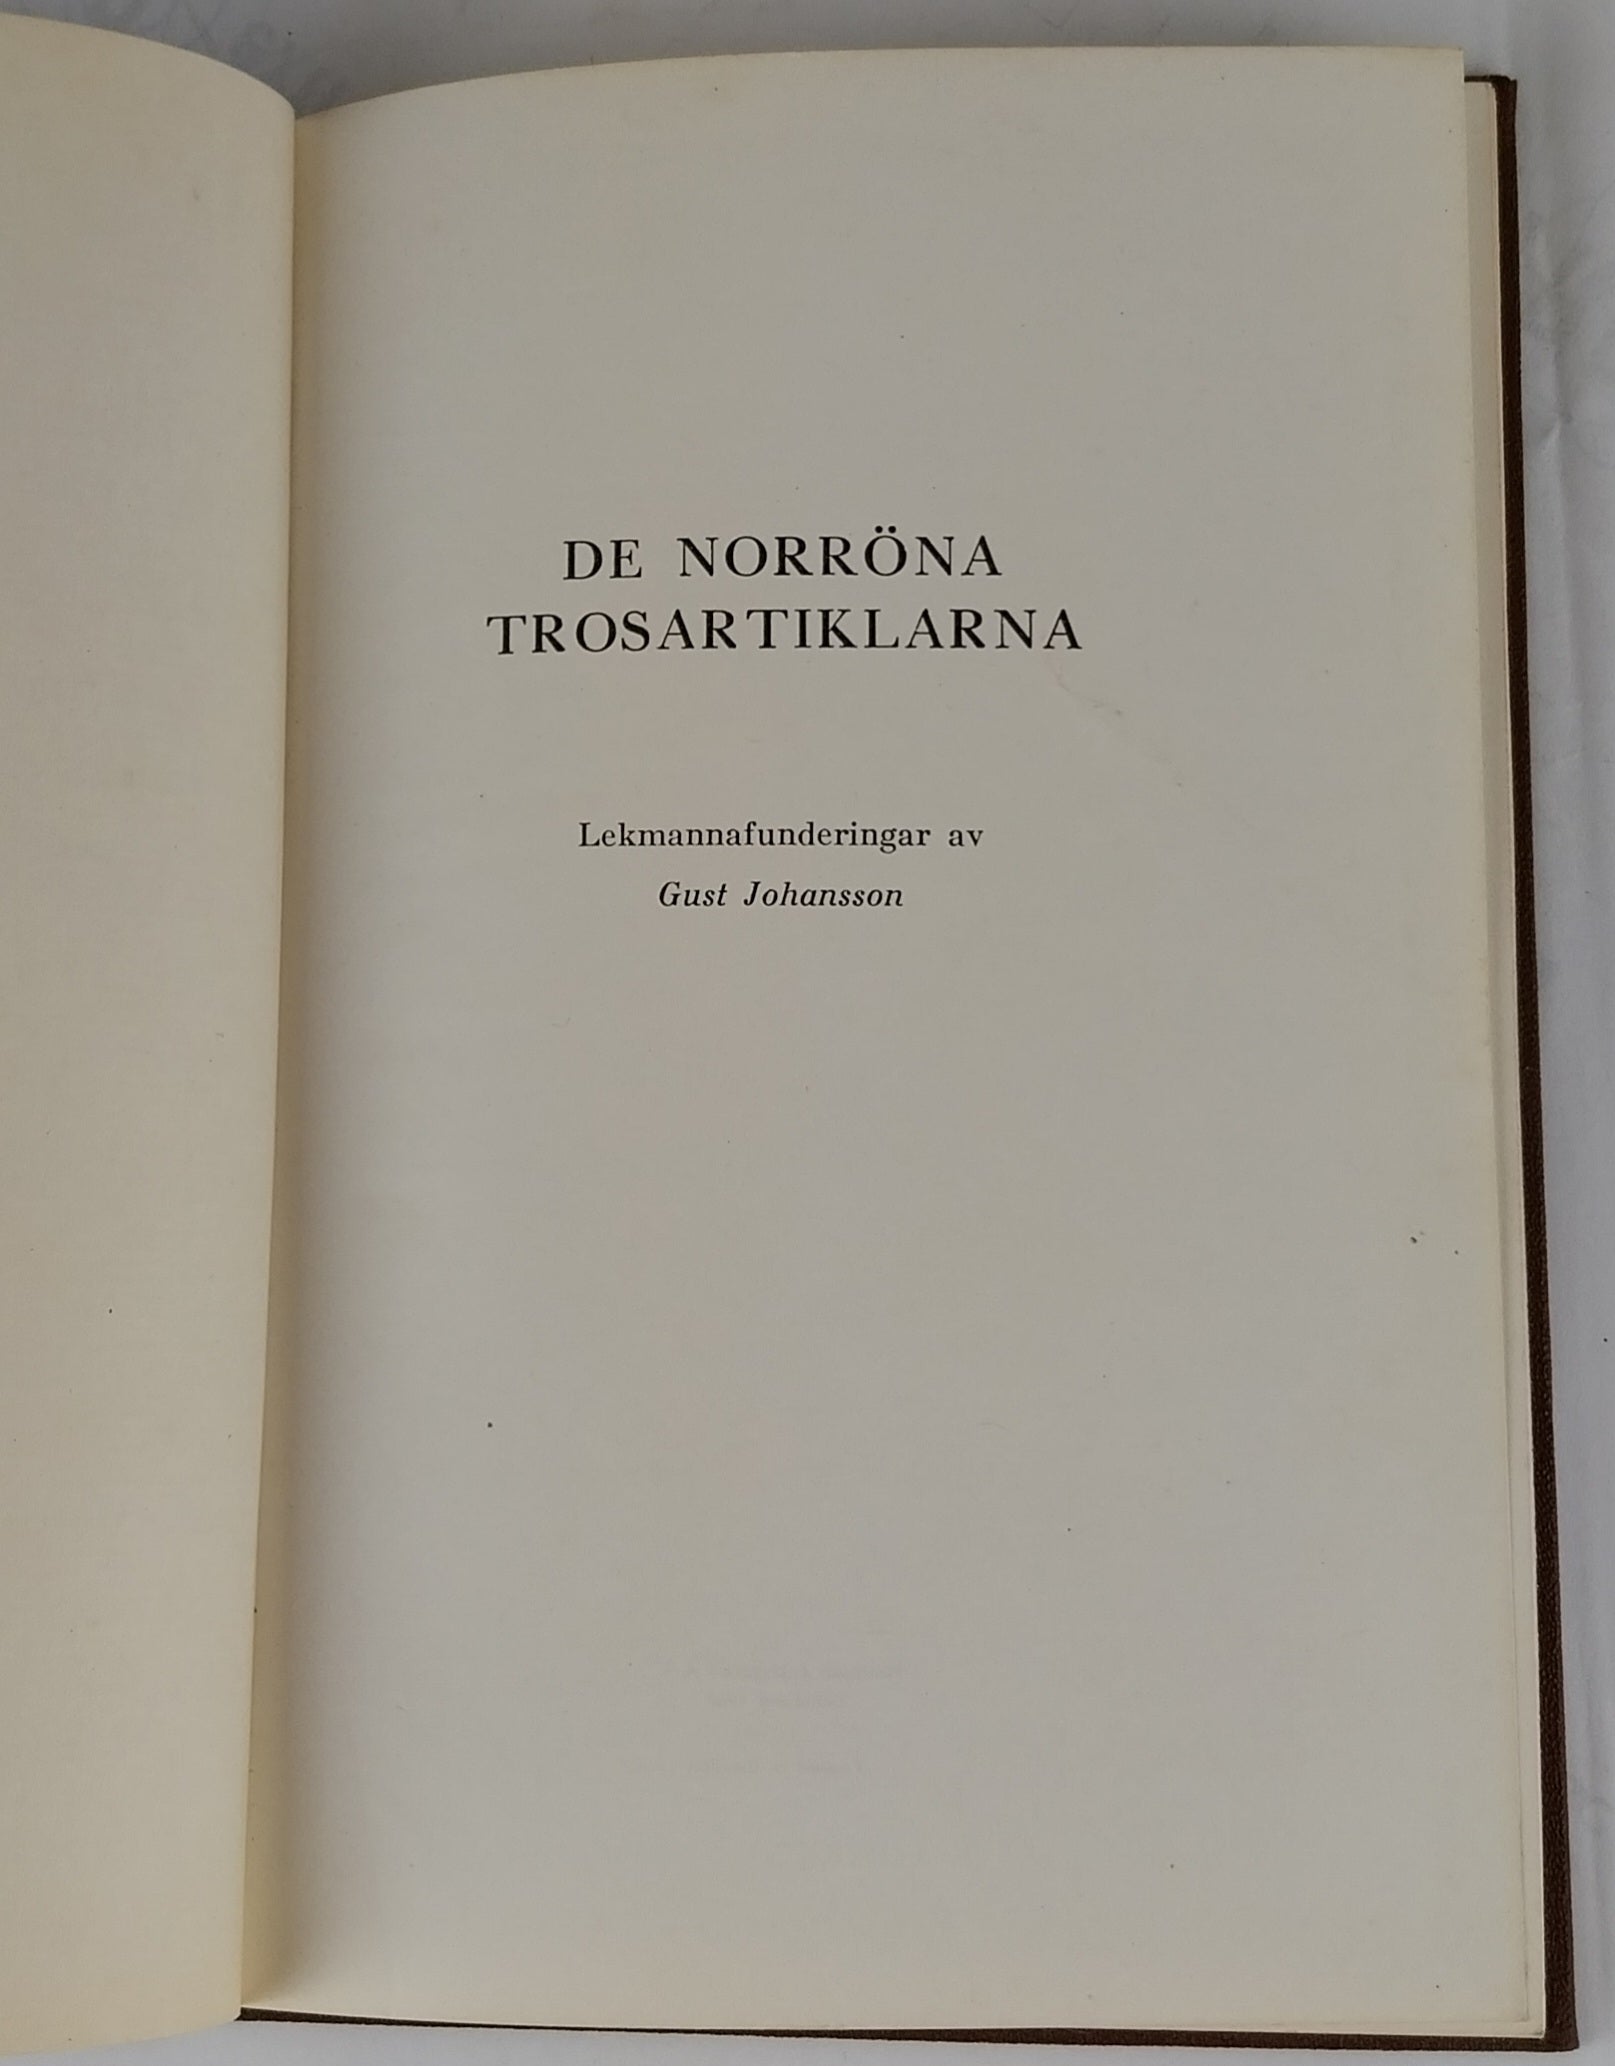 DE NORRÖNA
TROSARTIKLARNA
Lekmannafunderingar av
Gust Johansson